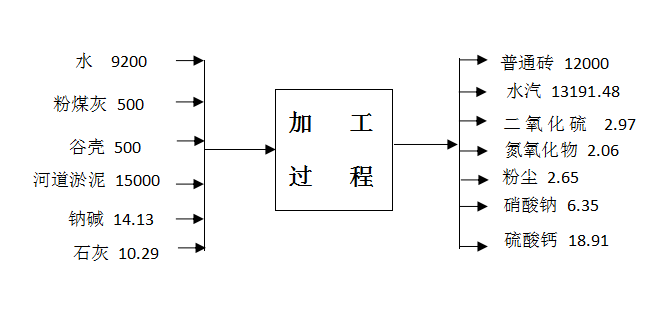 水 9200
粉煤灰 500
谷壳 500
河道淤泥 15000
钠碱 14.13
石灰 10.29
加 工
过 程
普通砖 12000
水汽 13191.48
二氧化硫 2.97
氮氧化物 2.06
粉尘 2.65
硝酸钠 6.35
硫酸钙 18.91